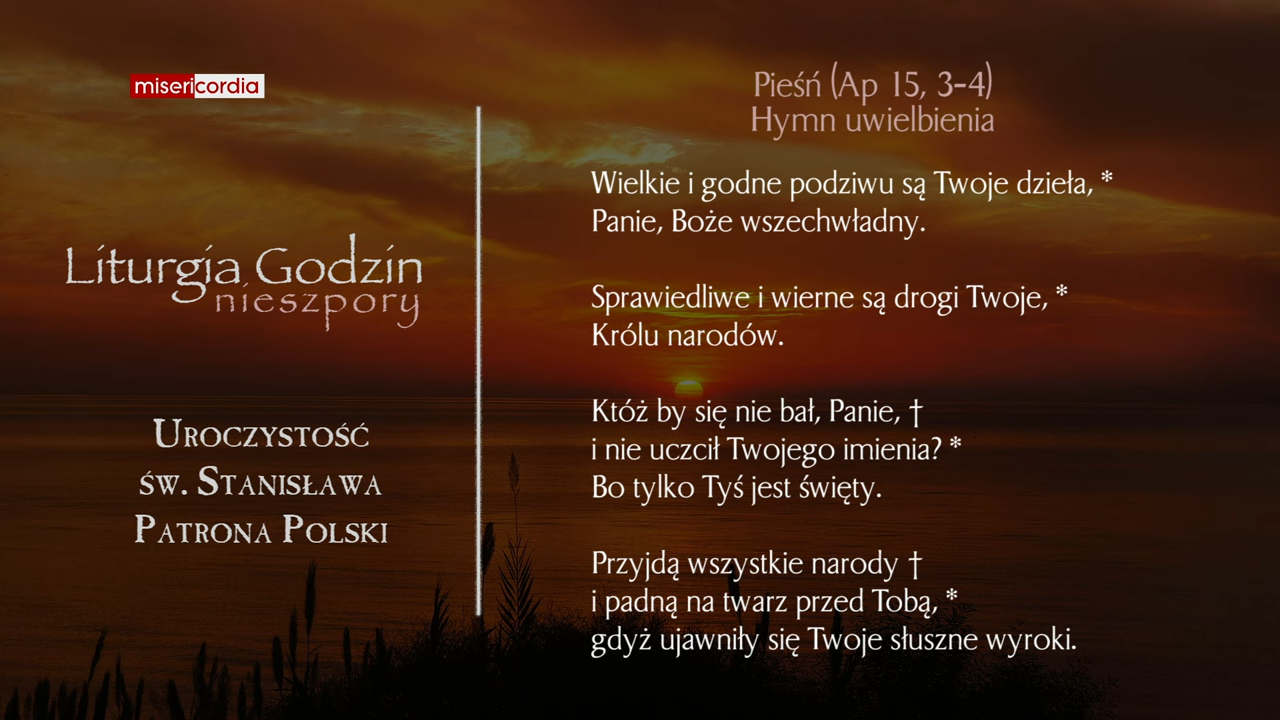 misericordia
Liturgia Godzin
nieszpory
Uroczystość
św. Stanisława
Patrona Polski
Pieśń (Ap 15, 3-4)
Hymn uwielbienia
Wielkie i godne podziwu są Twoje dzieła, *
Panie, Boże wszechwładny.
Sprawiedliwe i wierne są drogi Twoje, *
Królu narodów.
Któż by się nie bał, Panie, †
i nie uczcił Twojego imienia? *
Bo tylko Tyś jest święty.
Przyjdą wszystkie narody †
i padną na twarz przed Tobą, *
gdyż ujawniły się Twoje słuszne wyroki.